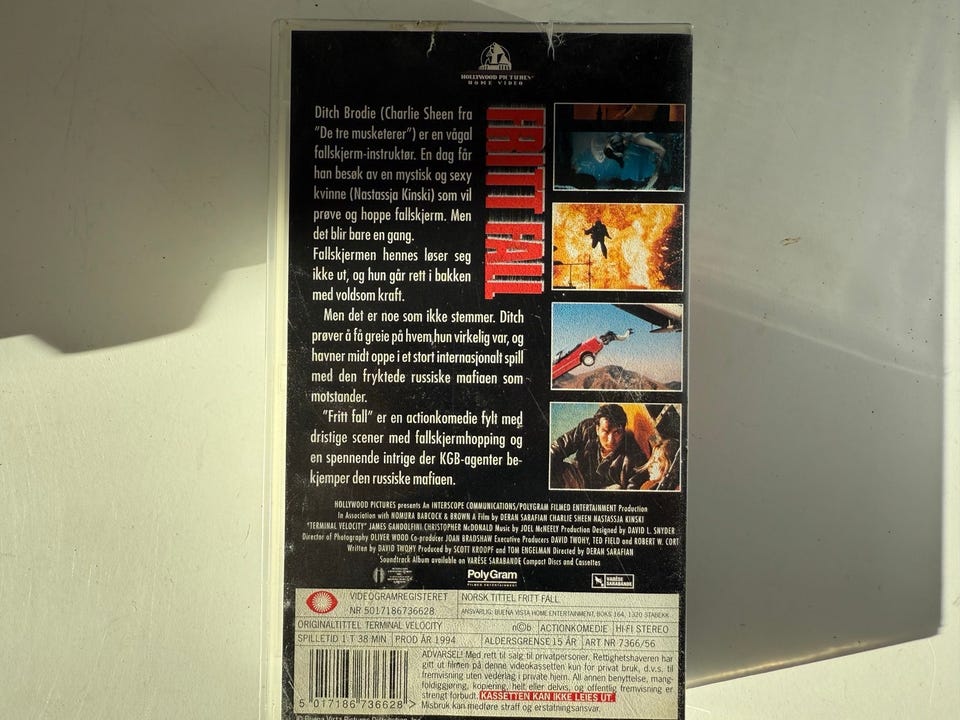 HOLLYWOOD PICTURES
HOME VIDEO
Ditch Brodie (Charlie Sheen fra
"De tre musketerer") er en vågal
fallskjerm-instruktør. En dag får
han besøk av en mystisk og sexy
kvinne (Nastassja Kinski) som vil
prøve og hoppe fallskjerm. Men
det blir bare en gang.
Fallskjermen hennes løser seg
ikke ut, og hun går rett i bakken
med voldsom kraft.
Men det er noe som ikke stemmer. Ditch
prøver å få greie på hvem hun virkelig var, og
havner midt oppe i et stort internasjonalt spill
med den fryktede russiske mafiaen som
motstander.
"Fritt fall" er en actionkomedie fylt med
dristige scener med fallskjermhopping og
en spennende intrige der KGB-agenter be-
kjemper den russiske mafiaen.
FRITT FALL
HOLLYWOOD PICTURES presents An INTERSCOPE COMMUNICATIONS/POLYGRAM FILMED ENTERTAINMENT Production
In Association with NOMURA BABCOCK & BROWN A Film by DERAN SARAFIAN CHARLIE SHEEN NASTASSJA KINSKI
"TERMINAL VELOCITY" JAMES GANDOLFINI CHRISTOPHER McDONALD Music by JOEL McNEELY Production Designed by DAVID L. SNYDER
Director of Photography OLIVER WOOD Co-producer JOAN BRADSHAW Executive Producers DAVID TWOHY, TED FIELD and ROBERT W. CORT
Written by DAVID TWOHY Produced by SCOTT KROOPF and TOM ENGELMAN Directed by DERAN SARAFIAN
Soundtrack Album available on VARÈSE SARABANDE Compact Discs and Cassettes
PolyGram
FILMED ENTERTAINMENT
VARÈSE
SARABANDE
VIDEOGRAMREGISTERET
NR 5017186736628
NORSK TITTEL FRITT FALL
ANSVARLIG: BUENA VISTA HOME ENTERTAINMENT, BOKS 164, 1320 STABEKK
ORIGINALTITTEL TERMINAL VELOCITY
n©b ACTIONKOMEDIE HI-FI STEREO
SPILLETID 1 T 38 MIN PROD ÅR 1994 ALDERSGRENSE 15 ÅR ART NR 7366/56
ADVARSEL! Med rett til salg til privatpersoner. Rettighetshaveren har
gitt ut filmen på denne videokassetten kun for privat bruk, d.v.s. til
fremvisning uten vederlag i private hjem. All annen benyttelse, mang-
foldiggjøring, kopiering, helt eller delvis, og offentlig fremvisning er
strengt forbudt. KASSETTEN KAN IKKE LEIES UT.
Misbruk kan medføre straff og erstatningsansvar.
5 017186 736628 >
© Buena Vista Pictures Distribution, Inc.